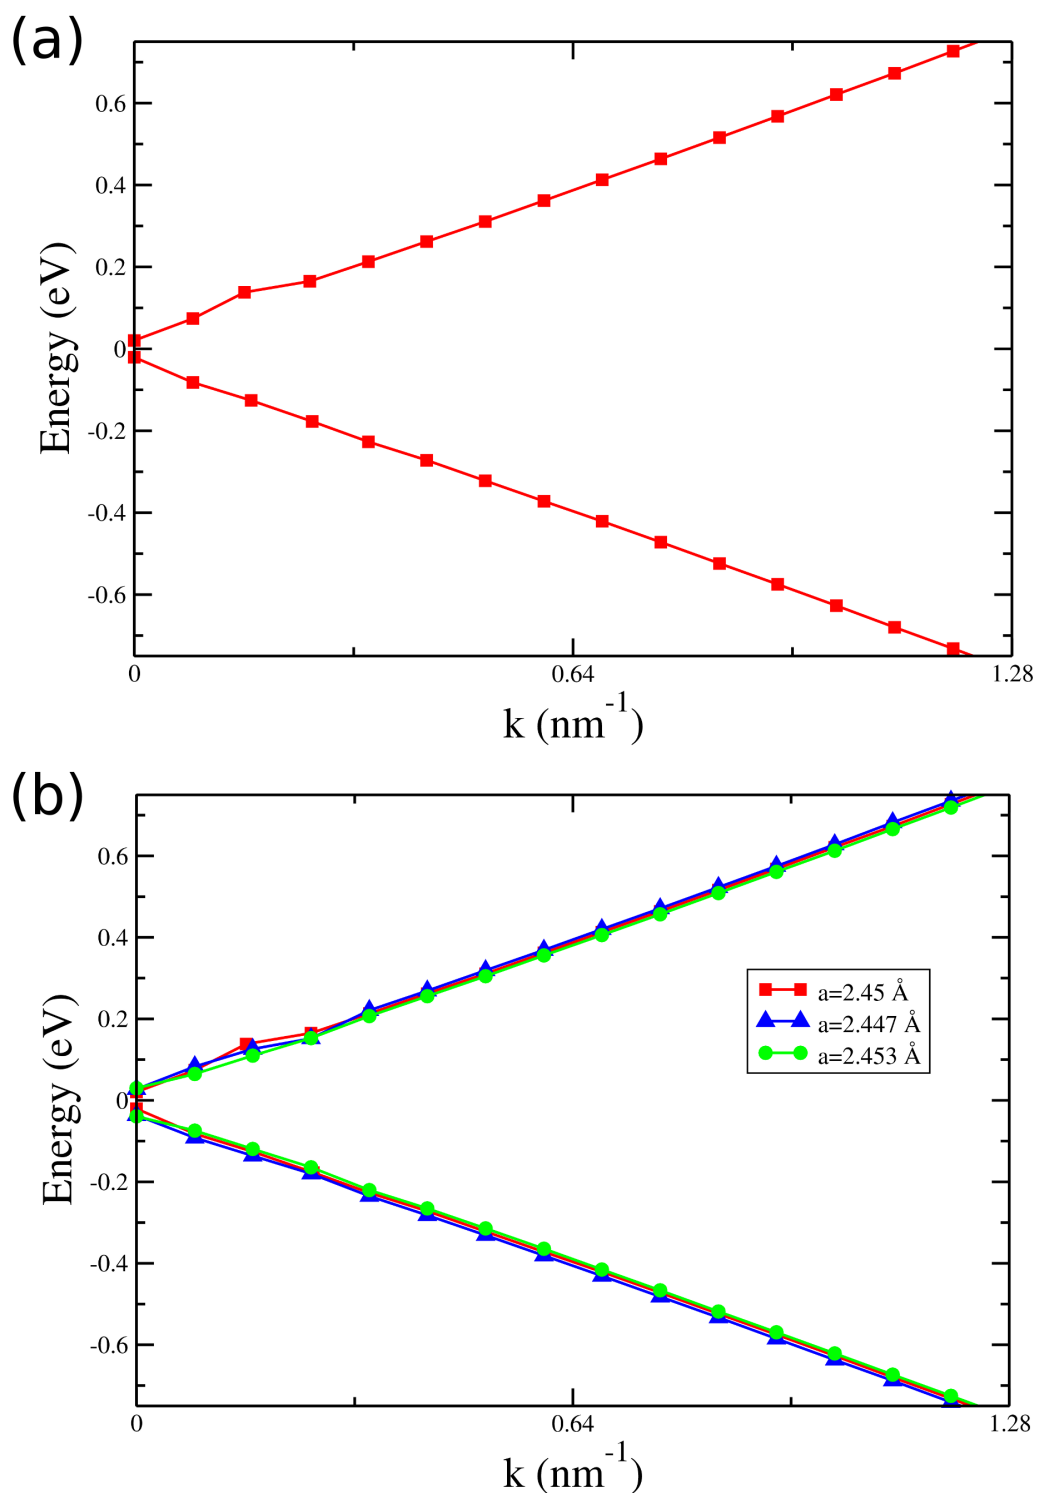 (a)
0.6
0.4
0.2
0
-0.2
-0.4
-0.6
Energy (eV)
0 0.64 1.28
k (nm⁻¹)
(b)
0.6
0.4
0.2
0
-0.2
-0.4
-0.6
Energy (eV)
a=2.45 Å
a=2.447 Å
a=2.453 Å
0 0.64 1.28
k (nm⁻¹)